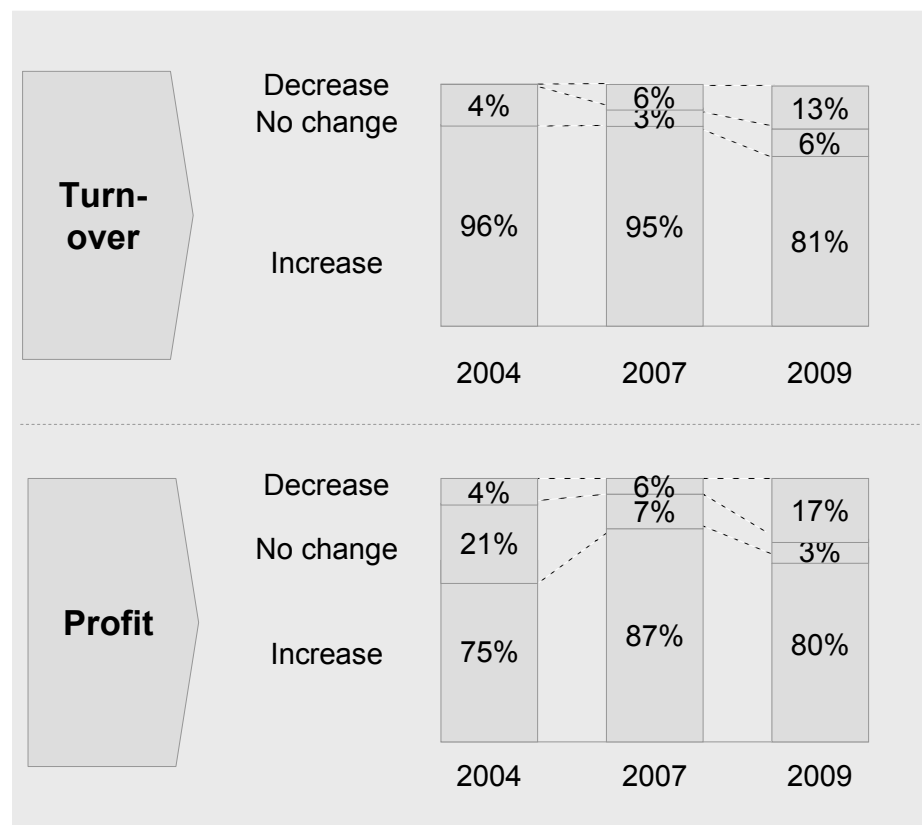 Decrease
4%
6%
13%
No change
3%
6%
Turn-
over
96%
95%
81%
Increase
2004
2007
2009
Decrease
4%
6%
17%
7%
No change
21%
3%
Profit
Increase
75%
87%
80%
2004
2007
2009